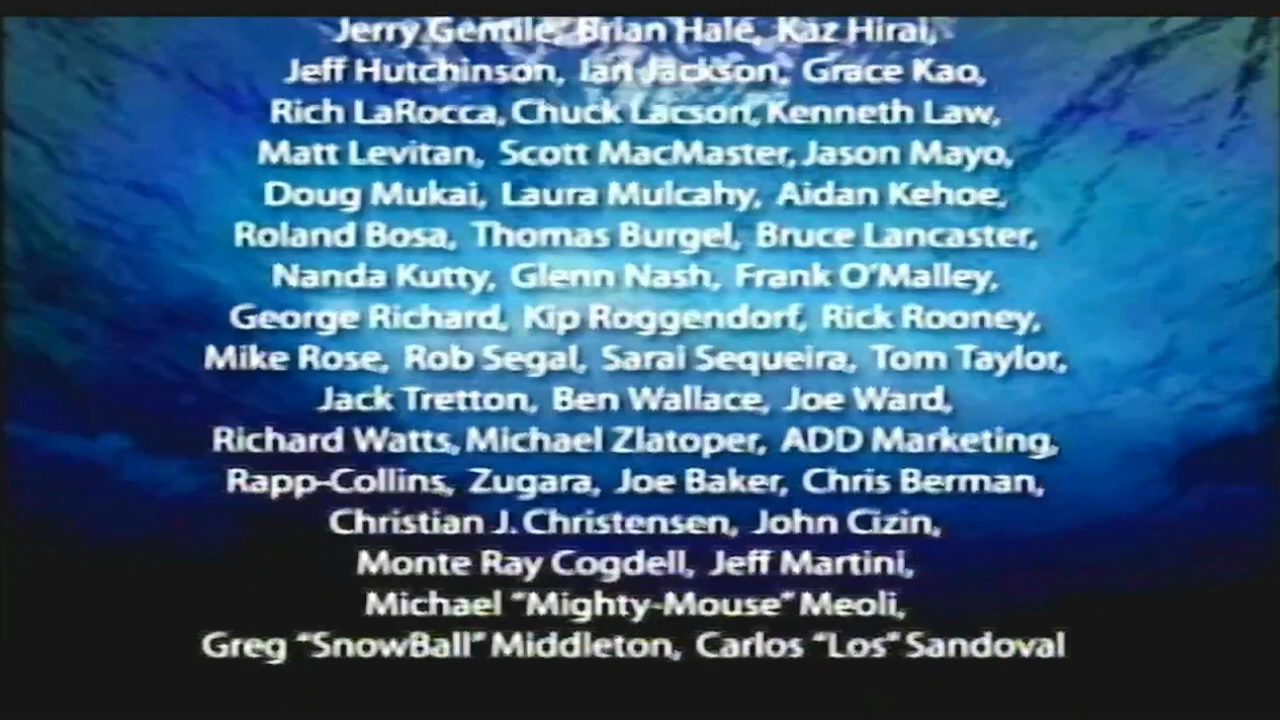 Jerry Gentile, Brian Hale, Kaz Hirai,
Jeff Hutchinson, Ian Jackson, Grace Kao,
Rich LaRocca, Chuck Lacson, Kenneth Law,
Matt Levitan, Scott MacMaster, Jason Mayo,
Doug Mukai, Laura Mulcahy, Aidan Kehoe,
Roland Bosa, Thomas Burgel, Bruce Lancaster,
Nanda Kutty, Glenn Nash, Frank O'Malley,
George Richard, Kip Roggendorf, Rick Rooney,
Mike Rose, Rob Segal, Sarai Sequeira, Tom Taylor,
Jack Tretton, Ben Wallace, Joe Ward,
Richard Watts, Michael Zlatoper, ADD Marketing,
Rapp-Collins, Zugara, Joe Baker, Chris Berman,
Christian J. Christensen, John Cizin,
Monte Ray Cogdell, Jeff Martini,
Michael “Mighty-Mouse” Meoli,
Greg “SnowBall” Middleton, Carlos “Los” Sandoval